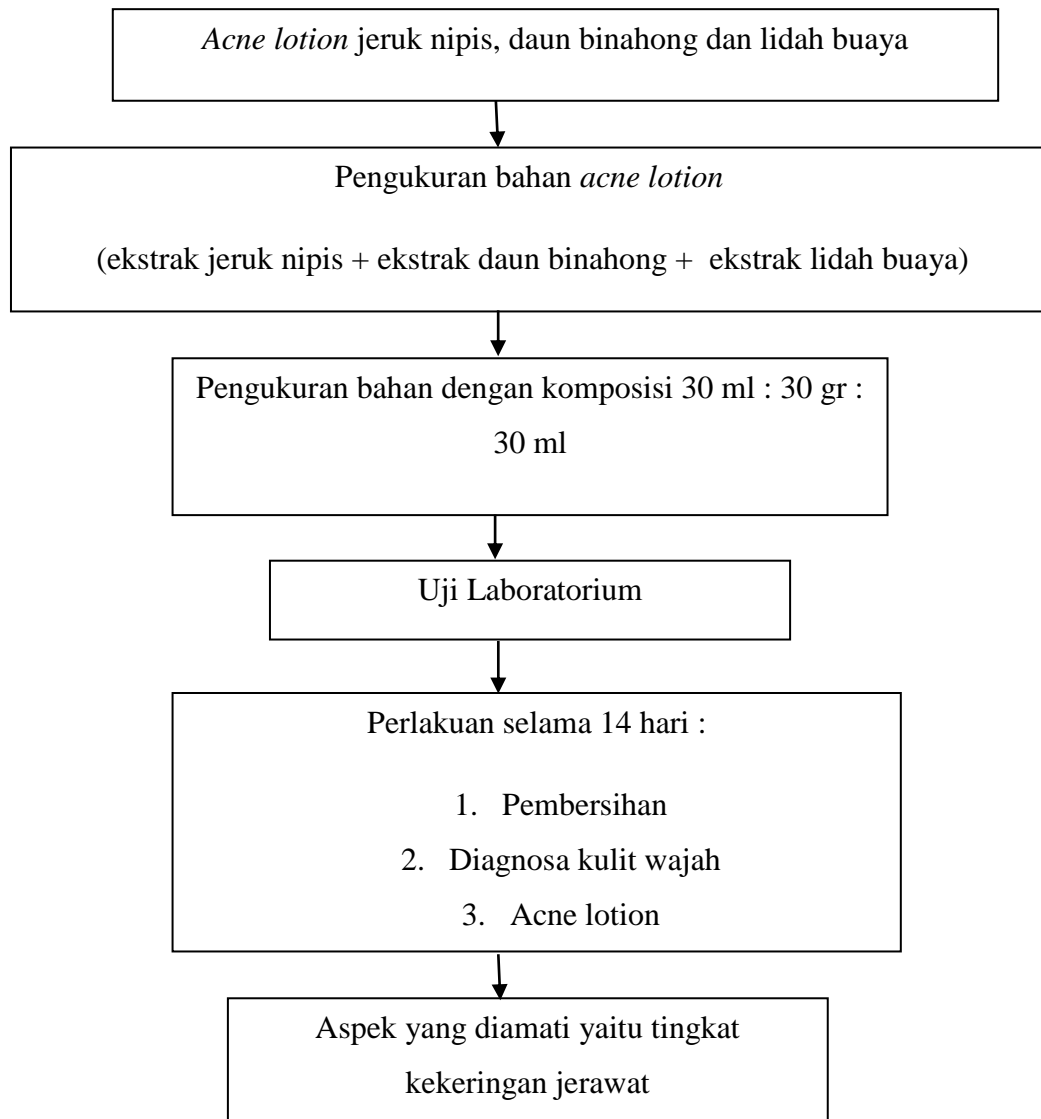 Acne lotion jeruk nipis, daun binahong dan lidah buaya
Pengukuran bahan acne lotion
(ekstrak jeruk nipis + ekstrak daun binahong + ekstrak lidah buaya)
Pengukuran bahan dengan komposisi 30 ml : 30 gr :
30 ml
Uji Laboratorium
Perlakuan selama 14 hari :
1. Pembersihan
2. Diagnosa kulit wajah
3. Acne lotion
Aspek yang diamati yaitu tingkat
kekeringan jerawat